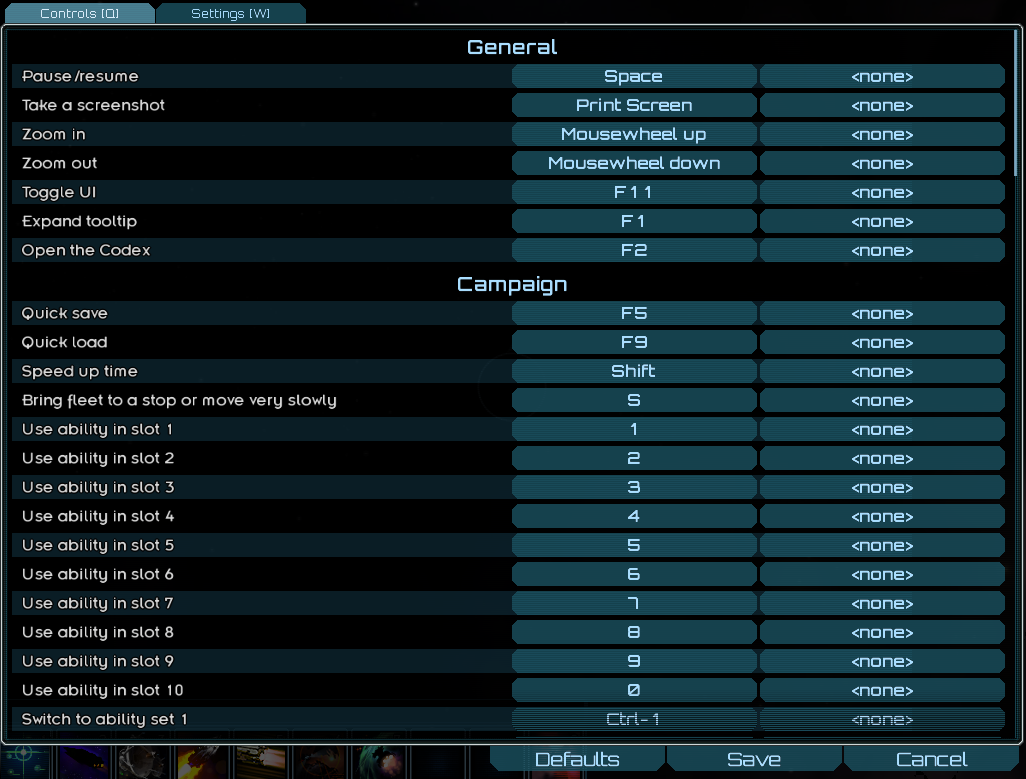 Controls [Q] Settings [W]
General
Pause/resume Space <none>
Take a screenshot Print Screen <none>
Zoom in Mousewheel up <none>
Zoom out Mousewheel down <none>
Toggle UI F11 <none>
Expand tooltip F1 <none>
Open the Codex F2 <none>
Campaign
Quick save F5 <none>
Quick load F9 <none>
Speed up time Shift <none>
Bring fleet to a stop or move very slowly S <none>
Use ability in slot 1 1 <none>
Use ability in slot 2 2 <none>
Use ability in slot 3 3 <none>
Use ability in slot 4 4 <none>
Use ability in slot 5 5 <none>
Use ability in slot 6 6 <none>
Use ability in slot 7 7 <none>
Use ability in slot 8 8 <none>
Use ability in slot 9 9 <none>
Use ability in slot 10 0 <none>
Switch to ability set 1 Ctrl-1 <none>
Defaults Save Cancel